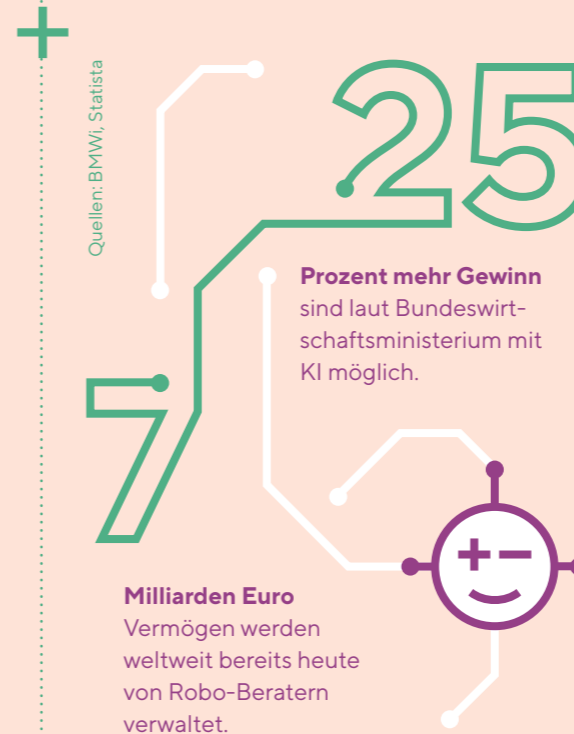 Quellen: BMWi, Statista
25
Prozent mehr Gewinn
sind laut Bundeswirt-
schaftsministerium mit
KI möglich.
7
Milliarden Euro
Vermögen werden
weltweit bereits heute
von Robo-Beratern
verwaltet.